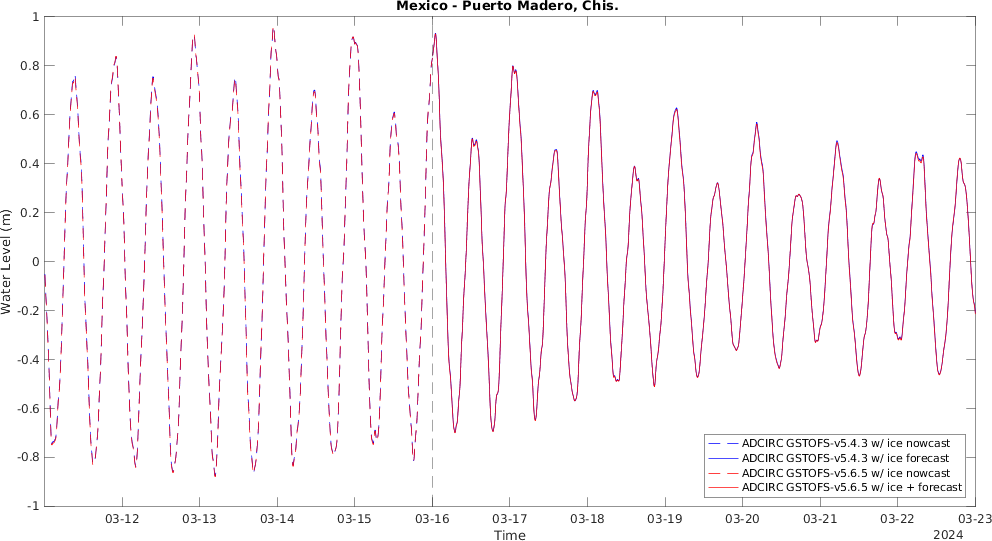 Mexico - Puerto Madero, Chis.
1
0.8
0.6
0.4
0.2
0
-0.2
-0.4
-0.6
-0.8
-1
Water Level (m)
ADCIRC GSTOFS-v5.4.3 w/ ice nowcast
ADCIRC GSTOFS-v5.4.3 w/ ice forecast
ADCIRC GSTOFS-v5.6.5 w/ ice nowcast
ADCIRC GSTOFS-v5.6.5 w/ ice + forecast
03-12 03-13 03-14 03-15 03-16 03-17 03-18 03-19 03-20 03-21 03-22 03-23
Time
2024